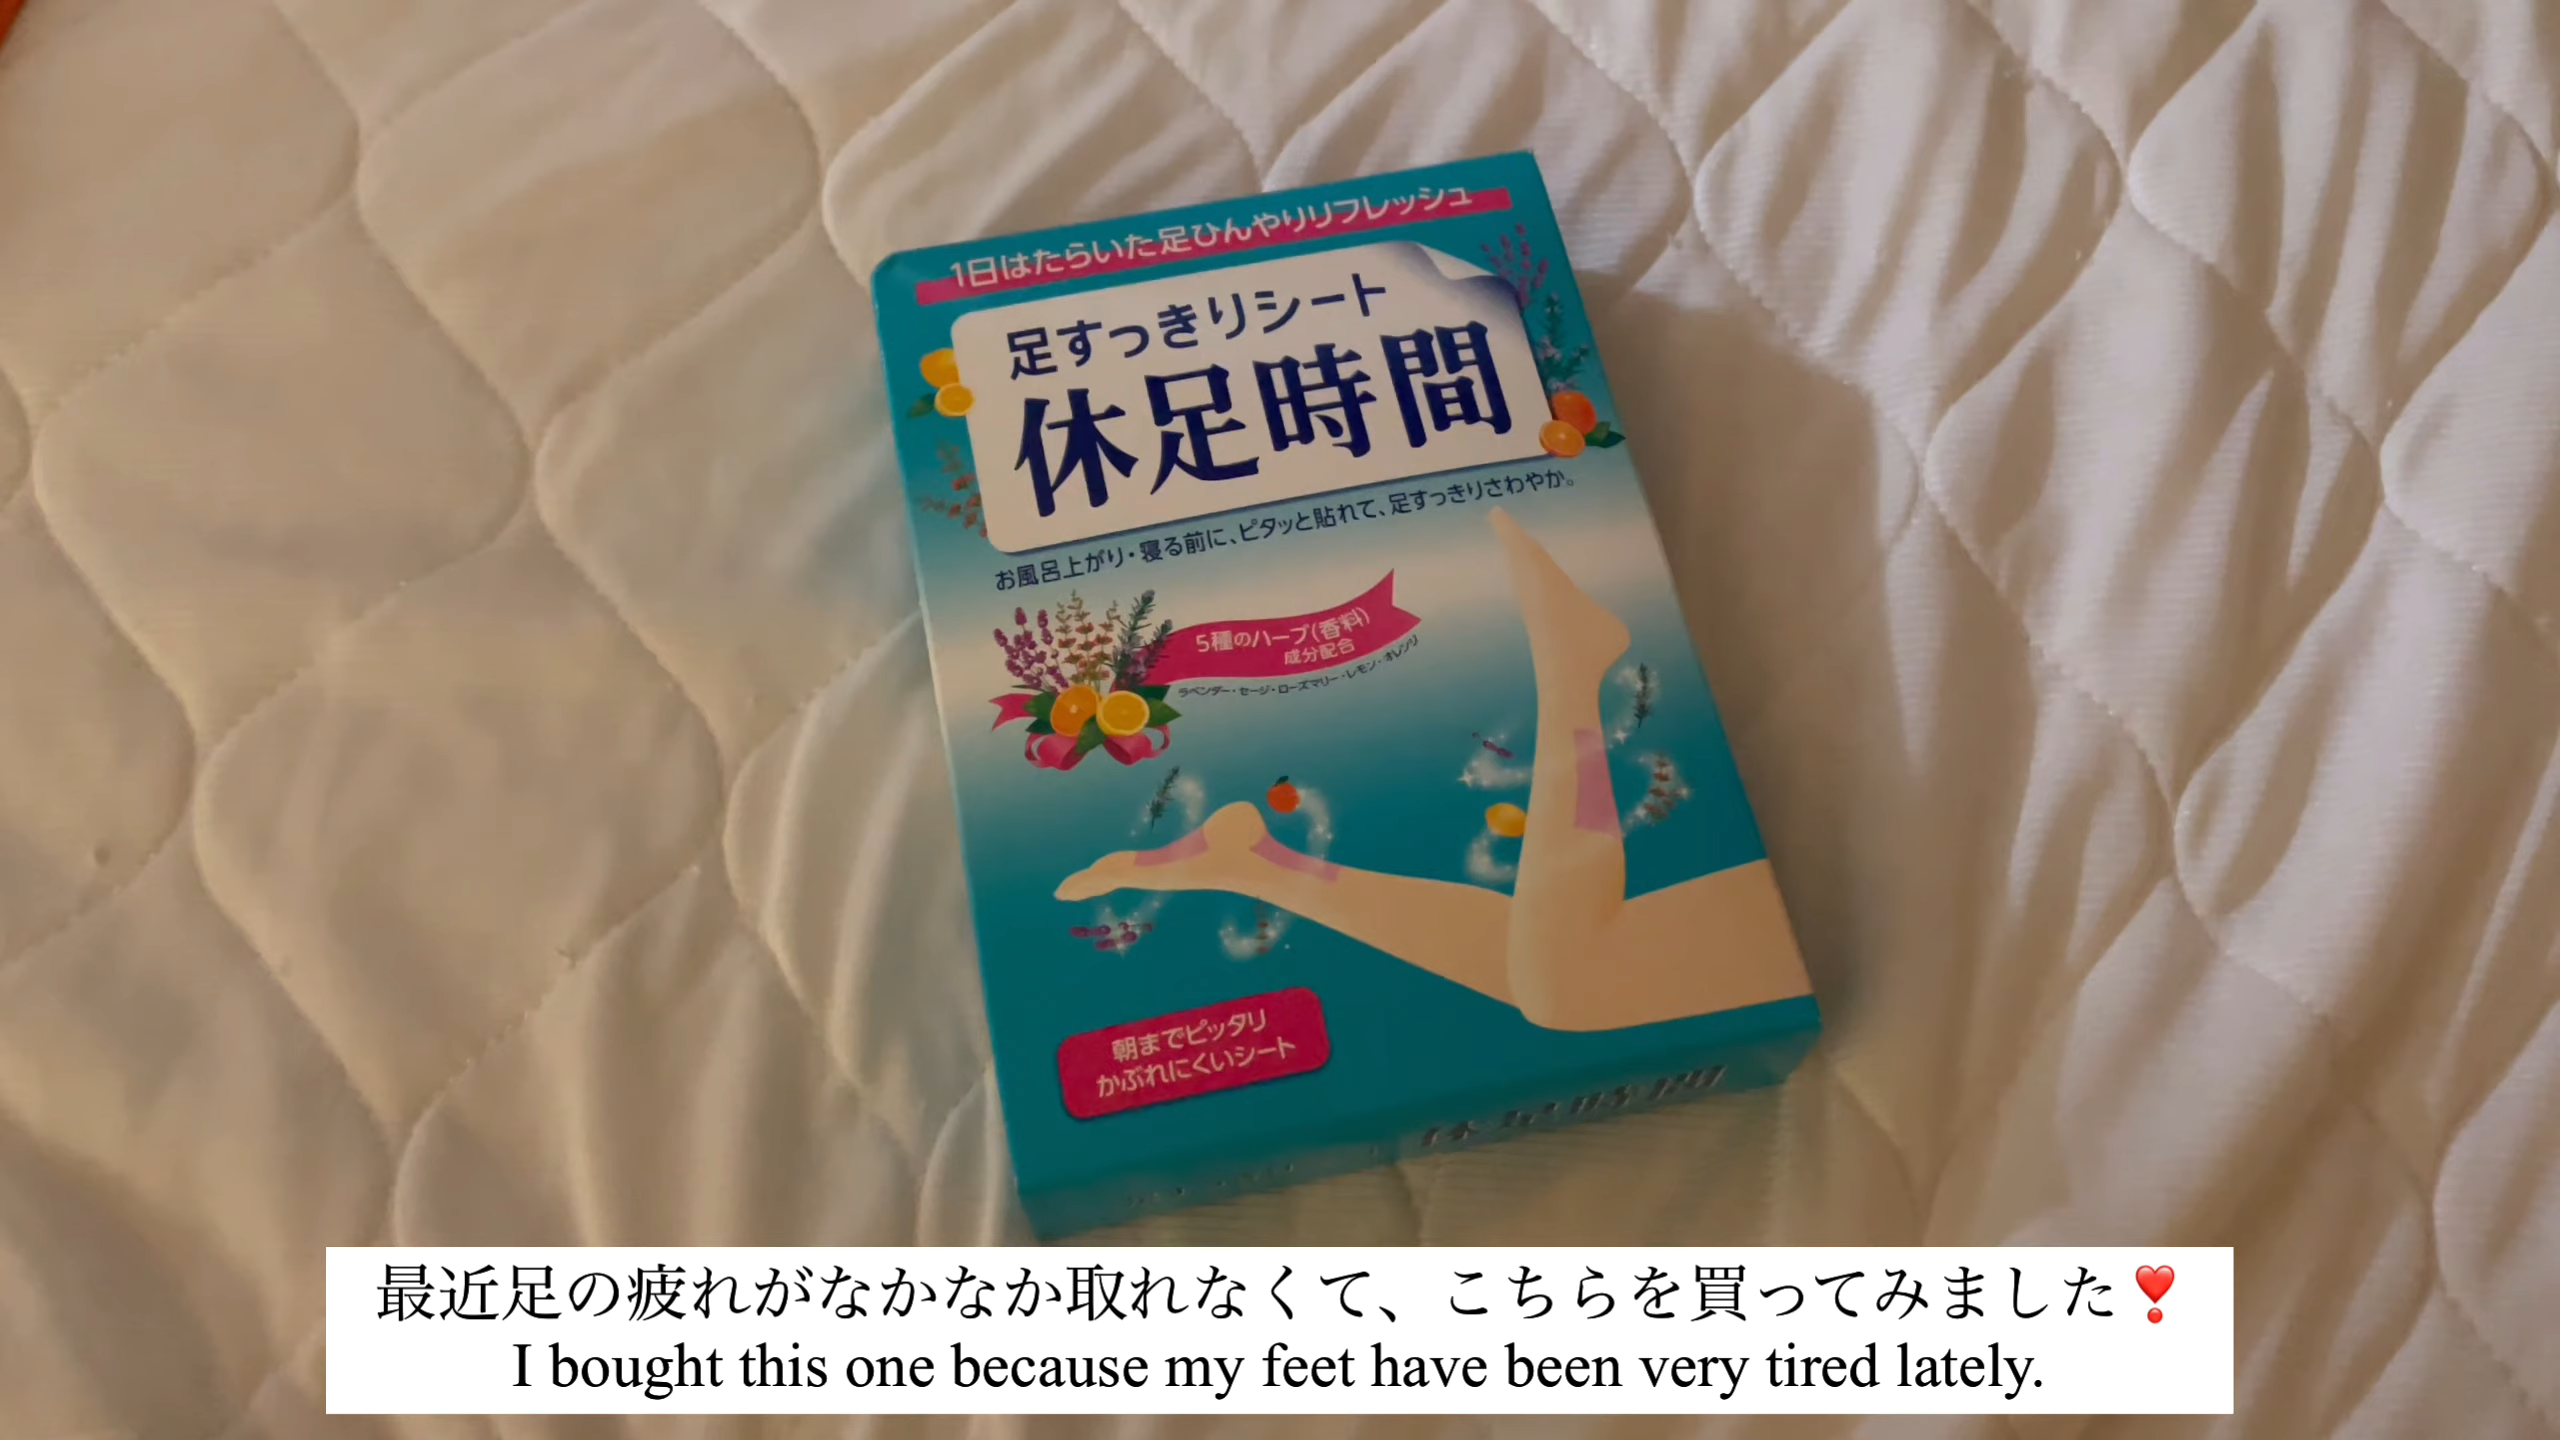 1日はたらいた足ひんやりリフレッシュ
足すっきりシート
休足時間
お風呂上がり・寝る前に、ピタッと貼れて、足すっきりさわやか。
5種のハーブ(香料)
成分配合
ラベンダー・セージ・ローズマリー・レモン・オレンジ
朝までピッタリ
かぶれにくいシート
休足時間
最近足の疲れがなかなか取れなくて、こちらを買ってみました❣️
I bought this one because my feet have been very tired lately.